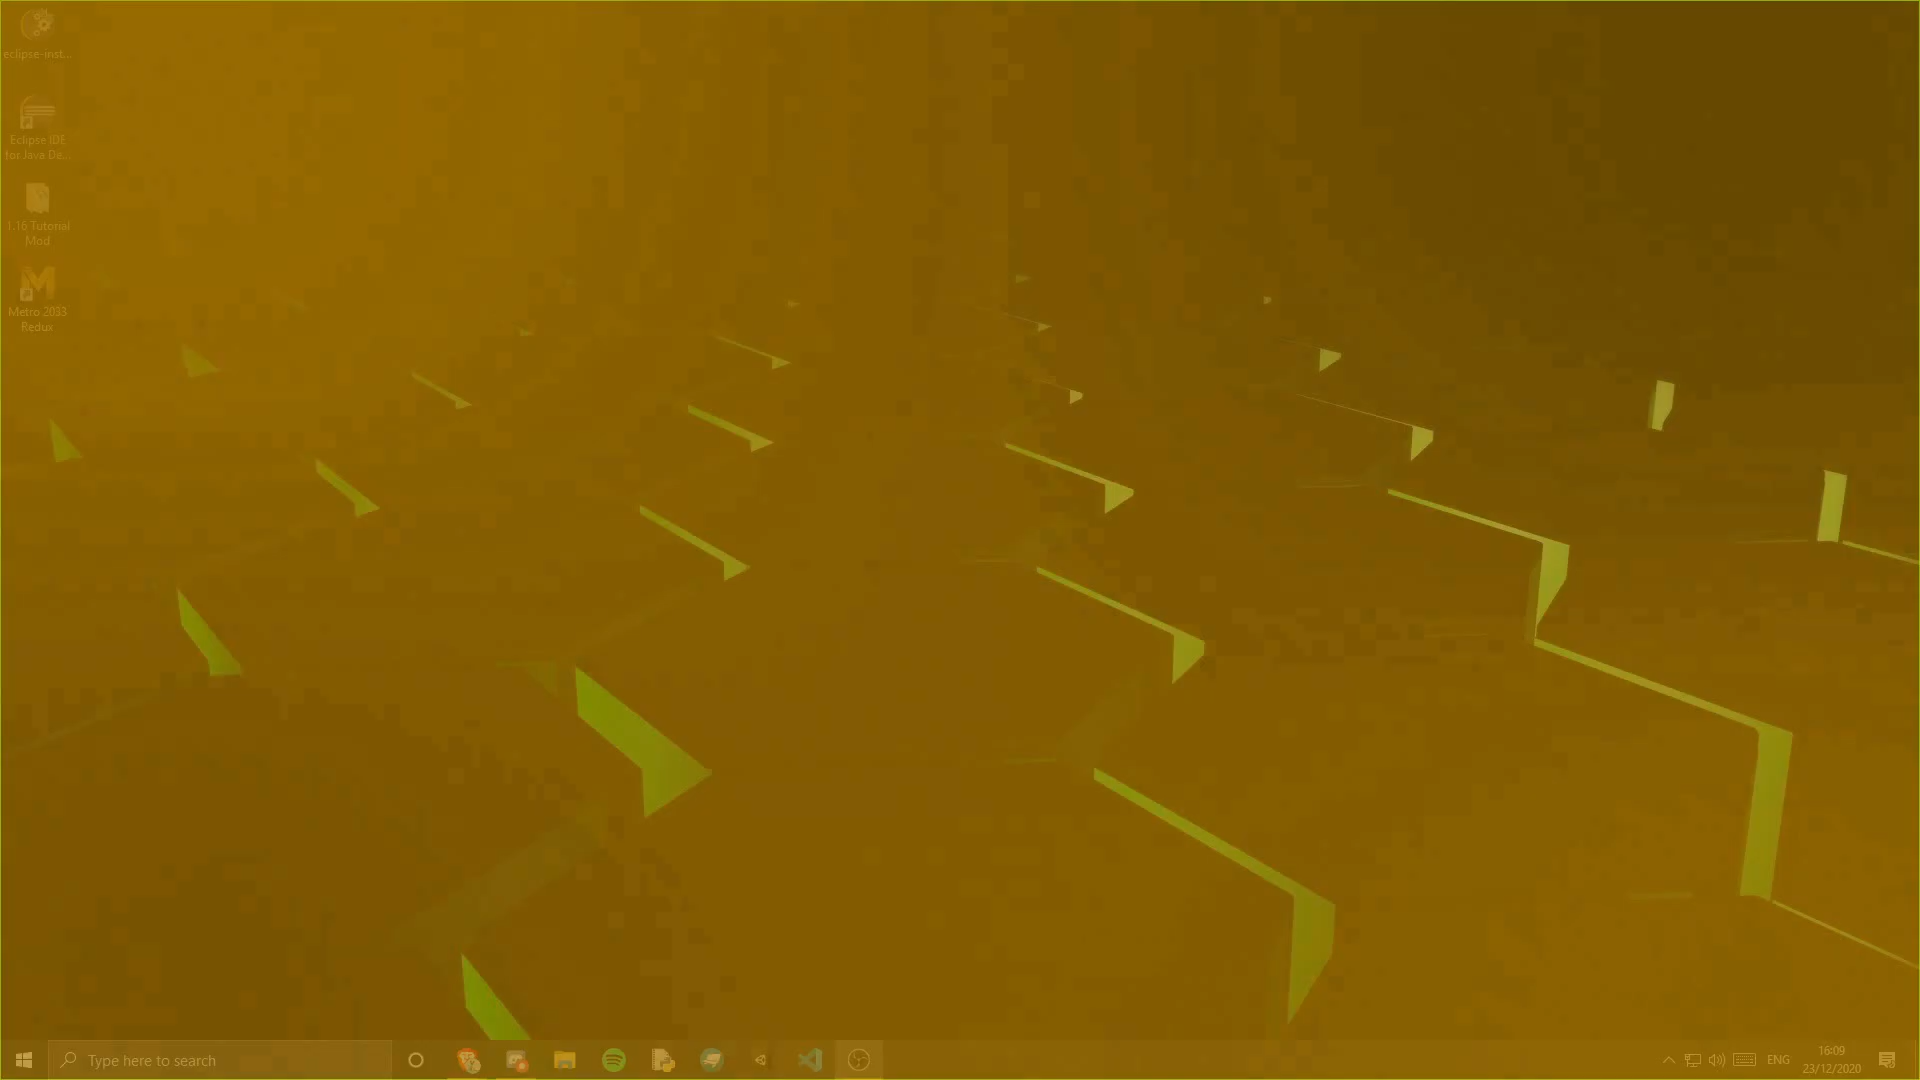 eclipse-inst...
Eclipse IDE
for Java De...
1.16 Tutorial
Mod
Metro 2033
Redux
Type here to search
ENG
16:09
23/12/2020